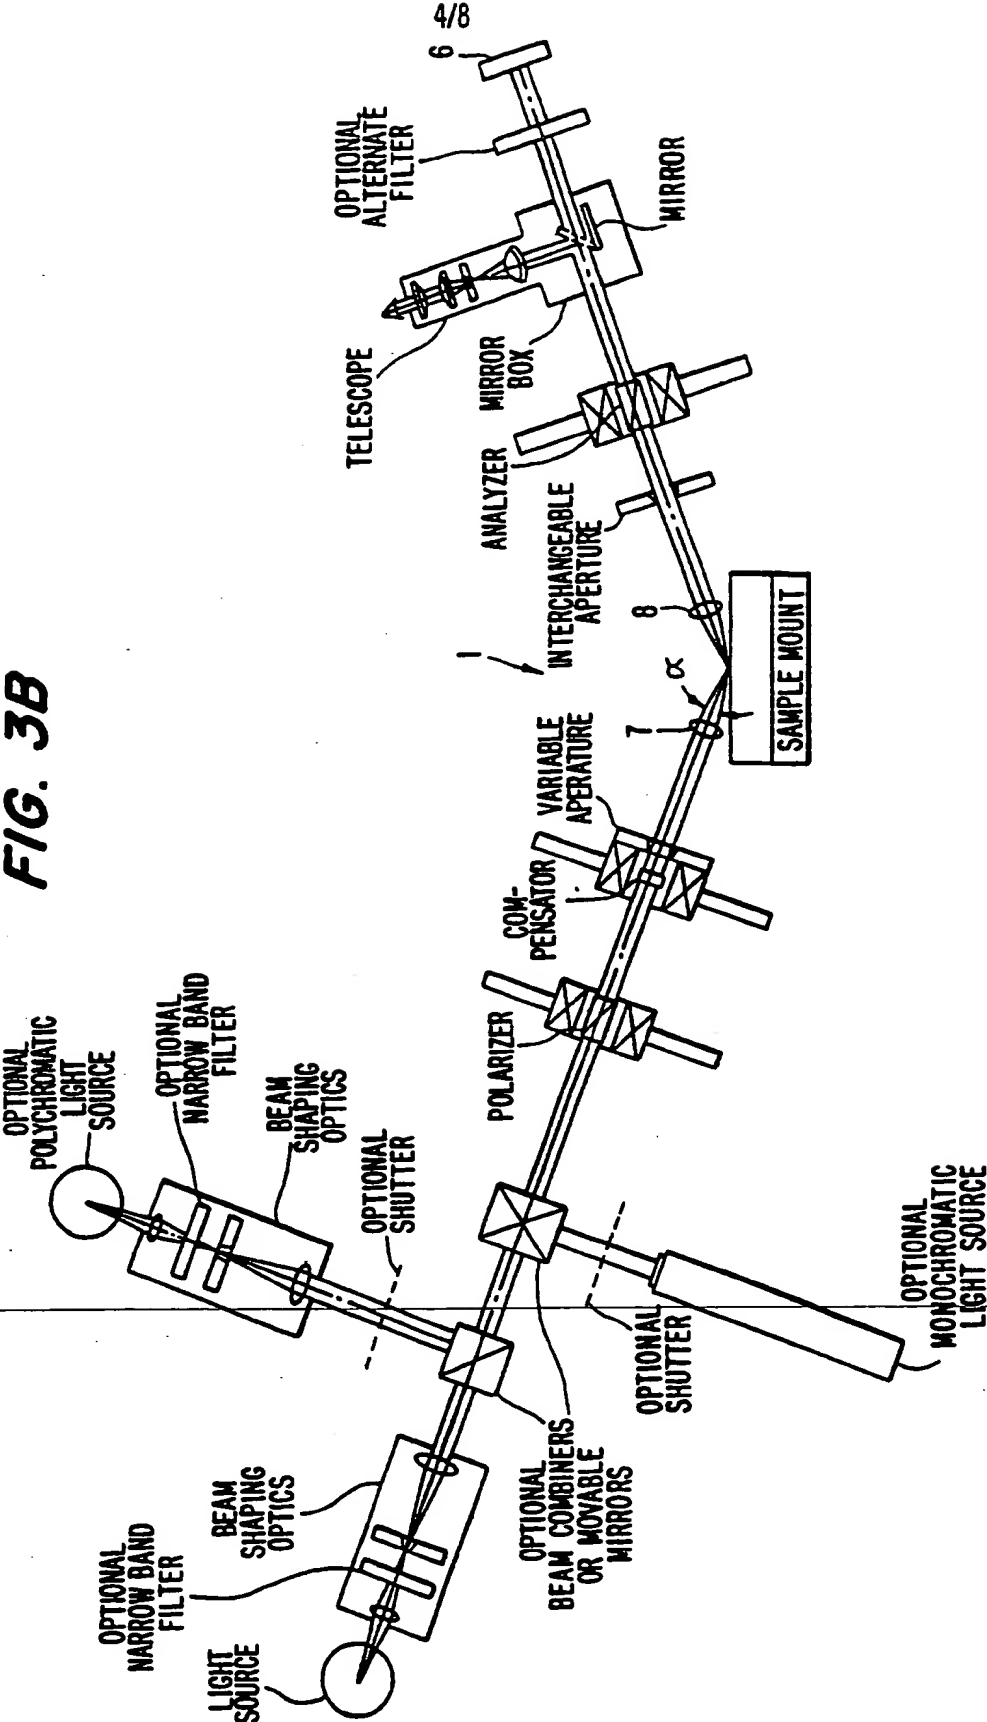 4/8
FIG. 3B
6
OPTIONAL
ALTERNATE
FILTER
MIRROR
TELESCOPE
MIRROR
BOX
ANALYZER
INTERCHANGEABLE
APERTURE
8
1
α
7
SAMPLE MOUNT
VARIABLE
APERATURE
COM-
PENSATOR
POLARIZER
OPTIONAL
POLYCHROMATIC
LIGHT
SOURCE
OPTIONAL
NARROW BAND
FILTER
BEAM
SHAPING
OPTICS
OPTIONAL
SHUTTER
OPTIONAL
MONOCHROMATIC
LIGHT SOURCE
OPTIONAL
SHUTTER
OPTIONAL
BEAM COMBINERS
OR MOVABLE
MIRRORS
BEAM
SHAPING
OPTICS
OPTIONAL
NARROW BAND
FILTER
LIGHT
SOURCE